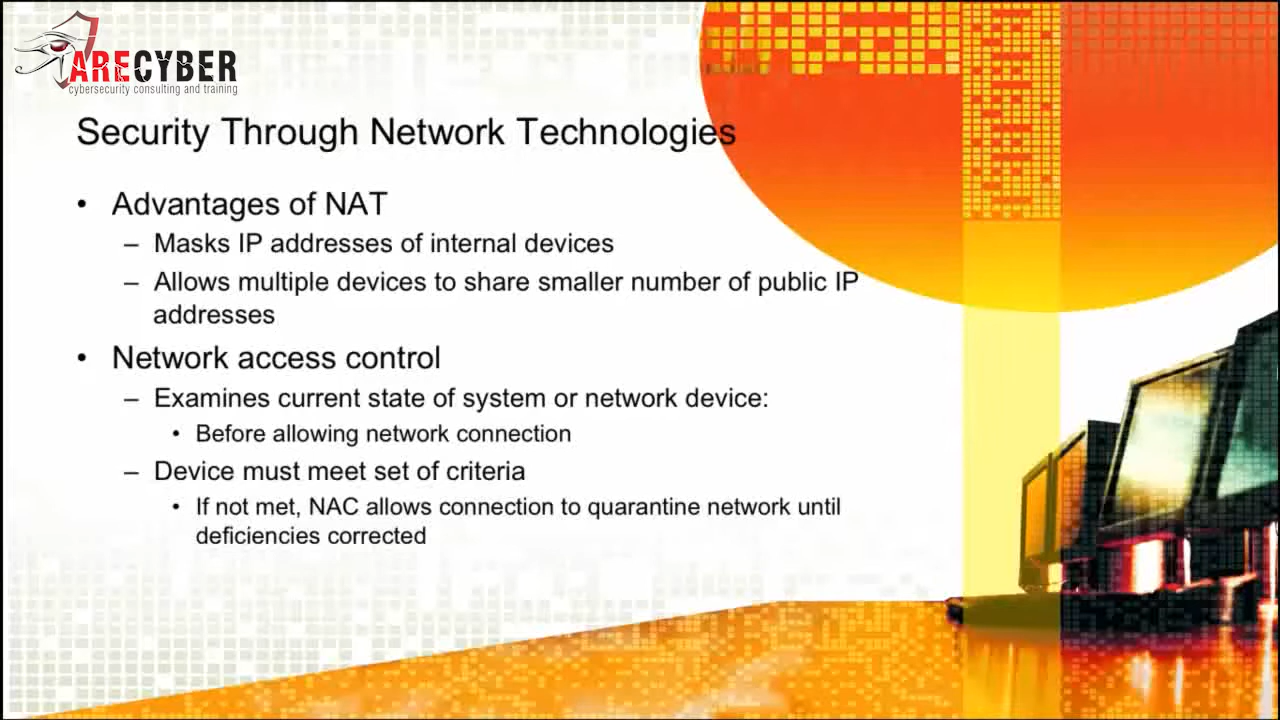 ARECYBER
cybersecurity consulting and training
Security Through Network Technologies
• Advantages of NAT
– Masks IP addresses of internal devices
– Allows multiple devices to share smaller number of public IP
addresses
• Network access control
– Examines current state of system or network device:
• Before allowing network connection
– Device must meet set of criteria
• If not met, NAC allows connection to quarantine network until
deficiencies corrected